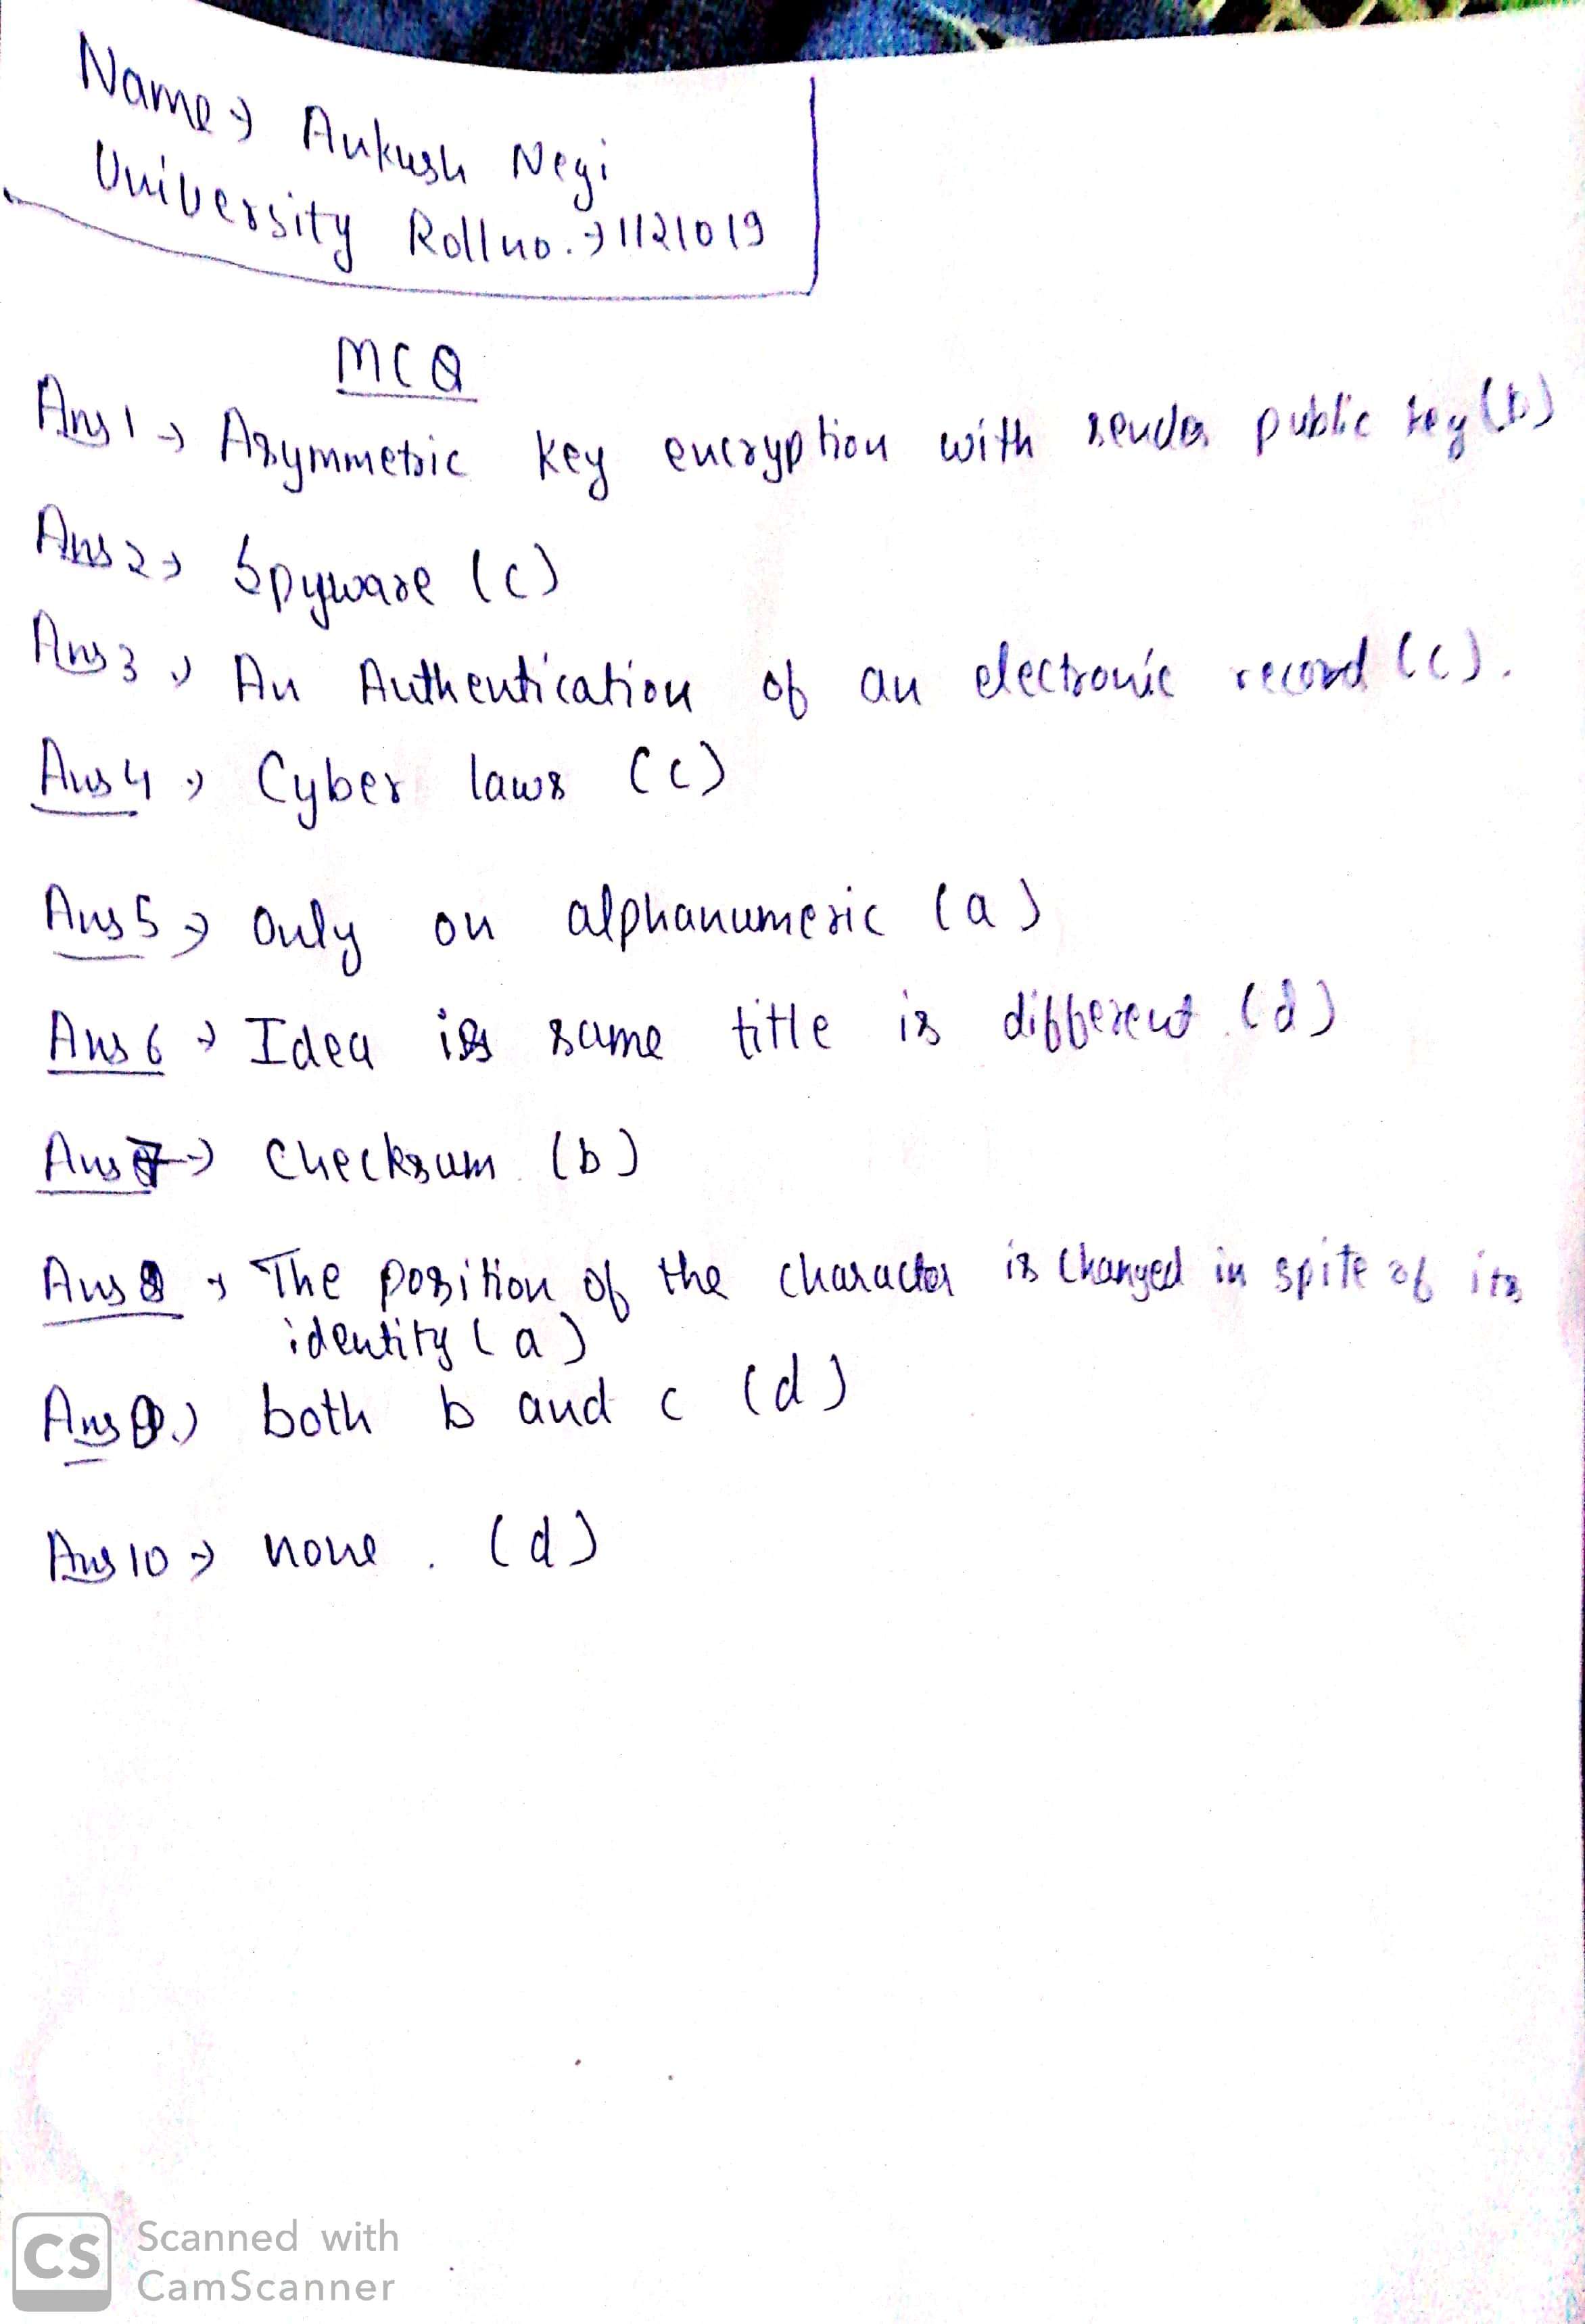 Name → Ankush Negi
University Rollno. → 1121019
MCQ
Ans 1 → Asymmetric key encryption with sender public key (b)
Ans 2 → Spyware (c)
Ans 3 → An Authentication of an electronic record (c).
Ans 4 → Cyber laws (c)
Ans 5 → Only on alphanumeric (a)
Ans 6 → Idea is same title is different (d)
Ans 7 → Checksum (b)
Ans 8 → The position of the character is changed in spite of its
identity (a)
Ans 9 → both b and c (d)
Ans 10 → none. (d)
CS Scanned with
CamScanner